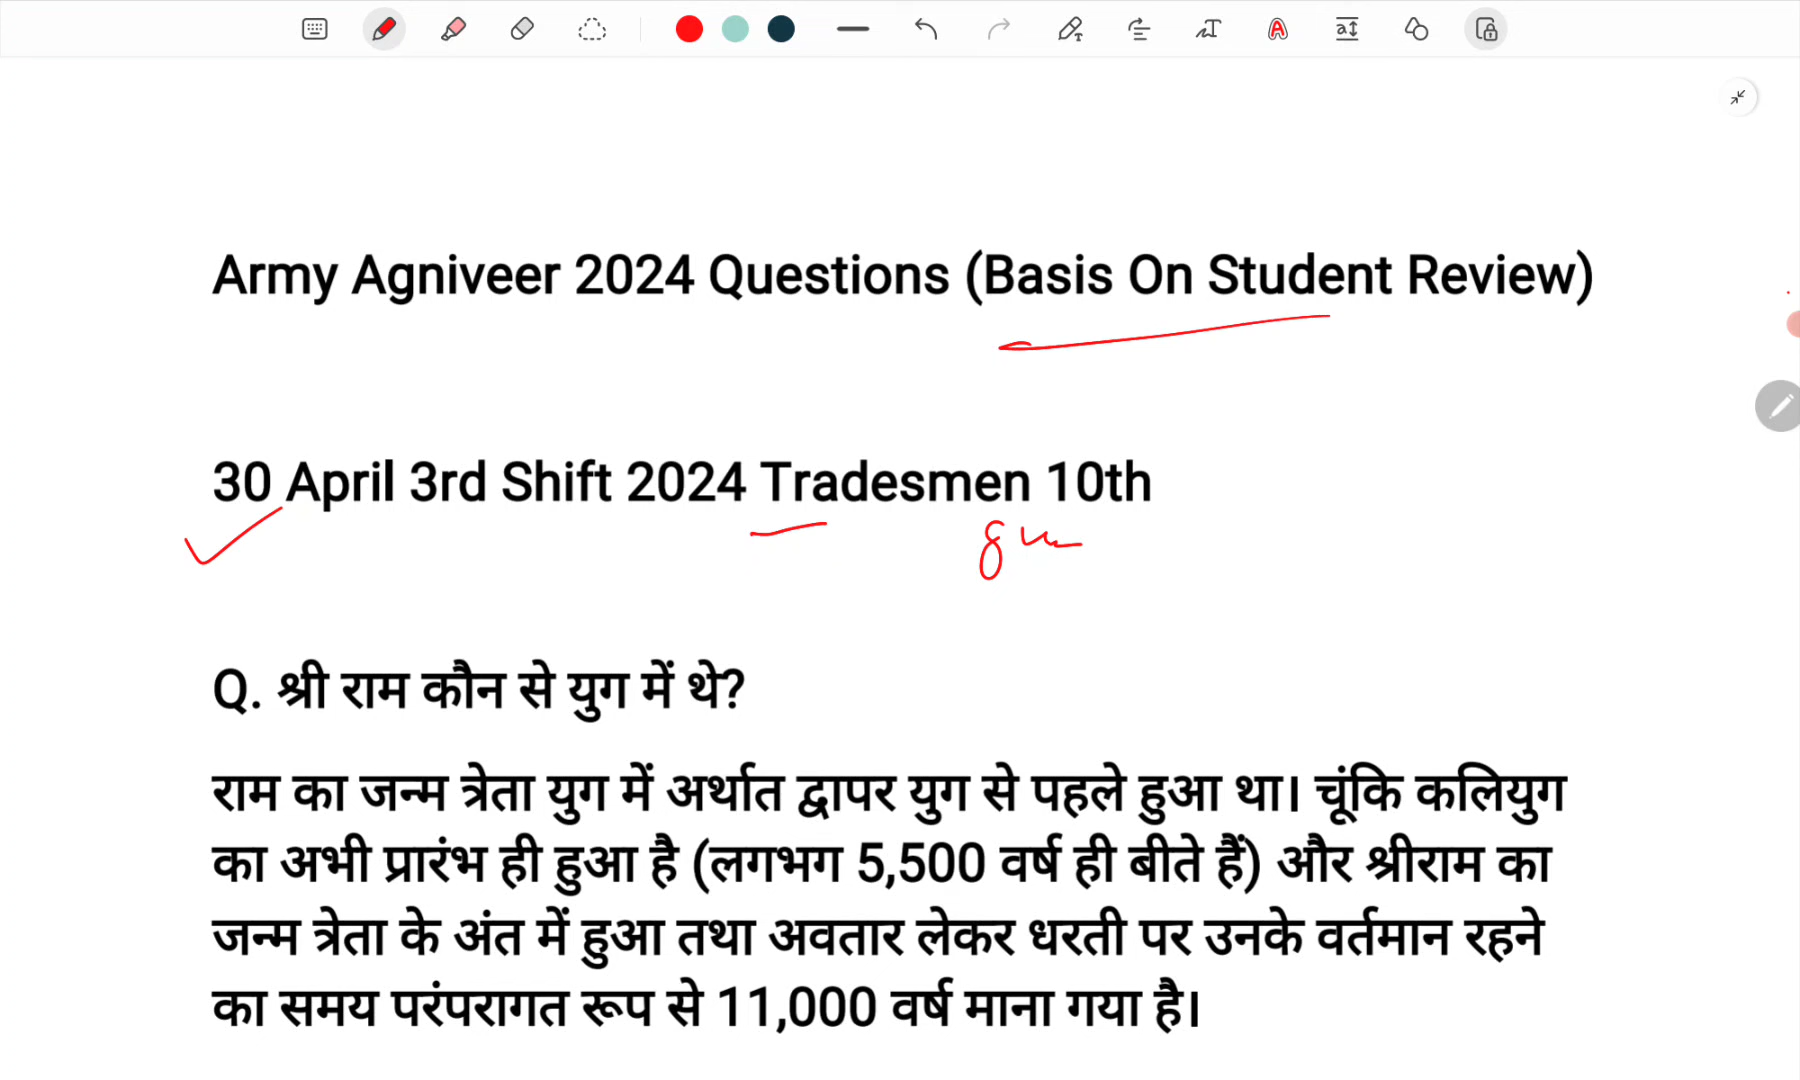 Army Agniveer 2024 Questions (Basis On Student Review)
30 April 3rd Shift 2024 Tradesmen 10th
Q. श्री राम कौन से युग में थे?
राम का जन्म त्रेता युग में अर्थात द्वापर युग से पहले हुआ था। चूंकि कलियुग
का अभी प्रारंभ ही हुआ है (लगभग 5,500 वर्ष ही बीते हैं) और श्रीराम का
जन्म त्रेता के अंत में हुआ तथा अवतार लेकर धरती पर उनके वर्तमान रहने
का समय परंपरागत रूप से 11,000 वर्ष माना गया है।